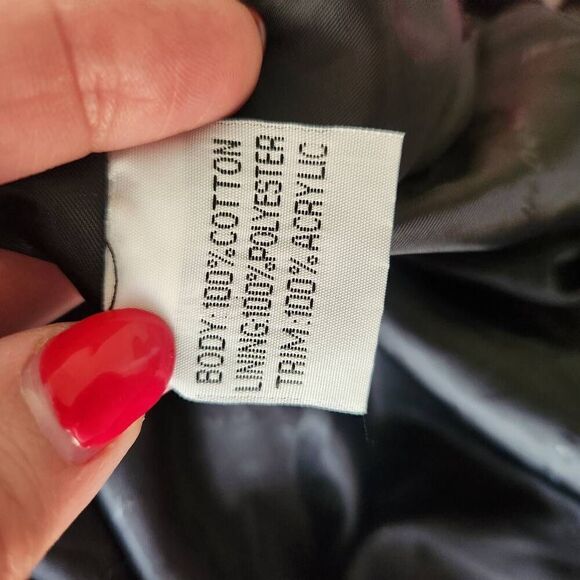 BODY:100%COTTON
LINING:100%POLYESTER
TRIM:100%ACRYLIC